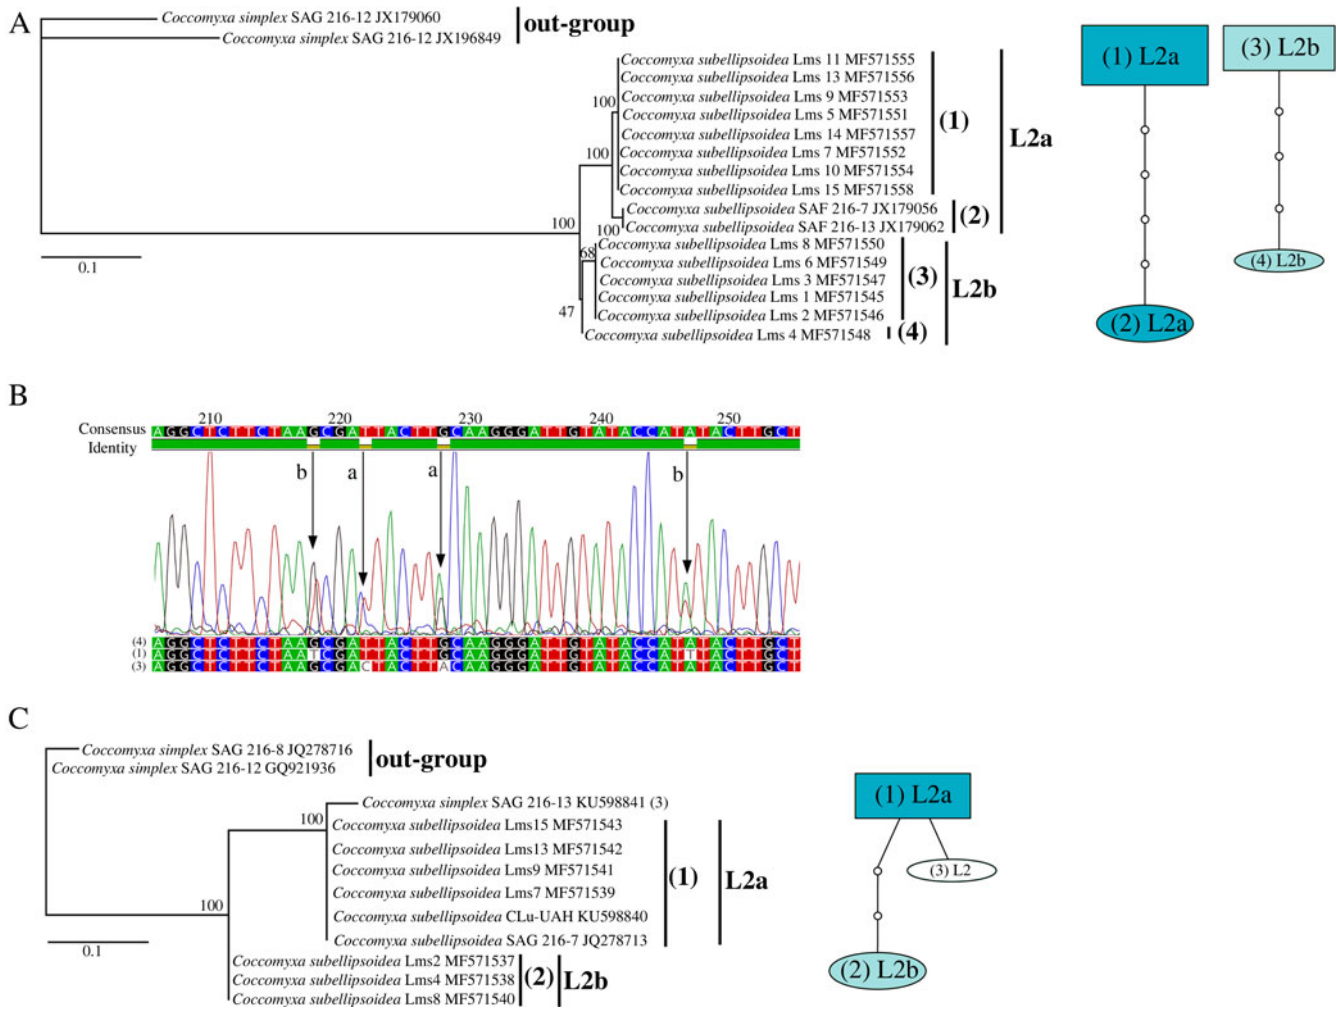 A
Coccomyxa simplex SAG 216-12 JX179060
Coccomyxa simplex SAG 216-12 JX196849
out-group
Coccomyxa subellipsoidea Lms 11 MF571555
Coccomyxa subellipsoidea Lms 13 MF571556
Coccomyxa subellipsoidea Lms 9 MF571553
Coccomyxa subellipsoidea Lms 5 MF571551
Coccomyxa subellipsoidea Lms 14 MF571557
Coccomyxa subellipsoidea Lms 7 MF571552
Coccomyxa subellipsoidea Lms 10 MF571554
Coccomyxa subellipsoidea Lms 15 MF571558
(1)
Coccomyxa subellipsoidea SAF 216-7 JX179056
Coccomyxa subellipsoidea SAF 216-13 JX179062
(2)
L2a
Coccomyxa subellipsoidea Lms 8 MF571550
Coccomyxa subellipsoidea Lms 6 MF571549
Coccomyxa subellipsoidea Lms 3 MF571547
Coccomyxa subellipsoidea Lms 1 MF571545
Coccomyxa subellipsoidea Lms 2 MF571546
(3)
Coccomyxa subellipsoidea Lms 4 MF571548
(4)
L2b
100
100
100
100
68
47
0.1
(1) L2a
(2) L2a
(3) L2b
(4) L2b
B
210 220 230 240 250
Consensus AGGCTCTTCTAAGCGATTACTTGCAAGGGATTGTATACCATATACTTGCT
Identity
b a a b
(4) AGGCTCTTCTAAGCGATTACTTGCAAGGGATTGTATACCATATACTTGCT
(1) AGGCTCTTCTAATCGATTACTTGCAAGGGATTGTATACCATTTACTTGCT
(3) AGGCTCTTCTAAGCGACTACTTACAAGGGATTGTATACCATATACTTGCT
C
Coccomyxa simplex SAG 216-8 JQ278716
Coccomyxa simplex SAG 216-12 GQ921936
out-group
Coccomyxa simplex SAG 216-13 KU598841 (3)
Coccomyxa subellipsoidea Lms15 MF571543
Coccomyxa subellipsoidea Lms13 MF571542
Coccomyxa subellipsoidea Lms9 MF571541
Coccomyxa subellipsoidea Lms7 MF571539
Coccomyxa subellipsoidea CLu-UAH KU598840
Coccomyxa subellipsoidea SAG 216-7 JQ278713
(1)
L2a
Coccomyxa subellipsoidea Lms2 MF571537
Coccomyxa subellipsoidea Lms4 MF571538
Coccomyxa subellipsoidea Lms8 MF571540
(2)
L2b
100
100
0.1
(1) L2a
(3) L2
(2) L2b